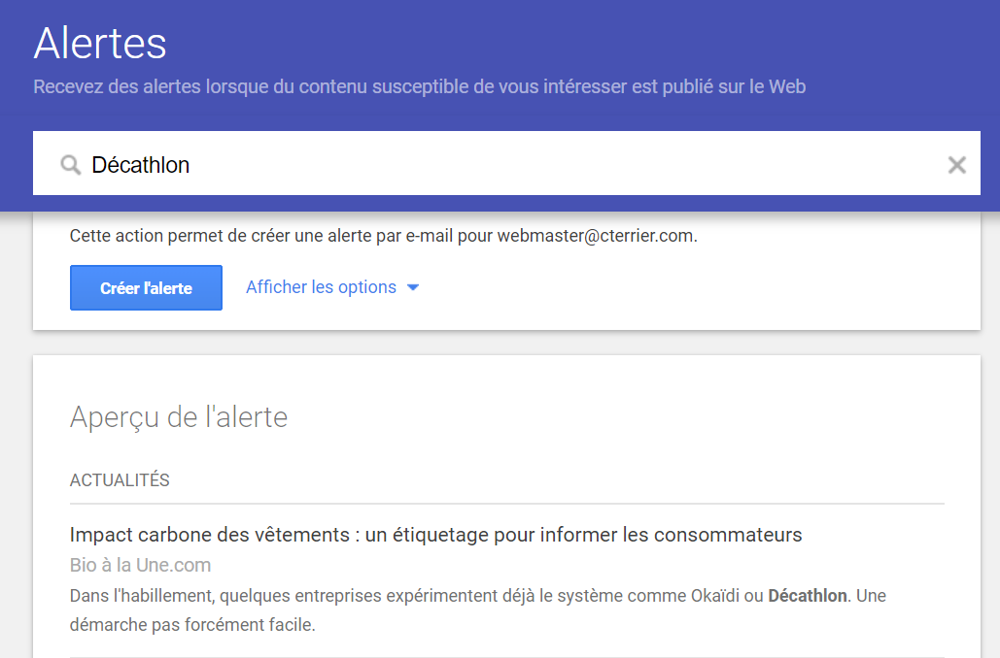 Alertes
Recevez des alertes lorsque du contenu susceptible de vous intéresser est publié sur le Web
Décathlon
Cette action permet de créer une alerte par e-mail pour webmaster@cterrier.com.
Créer l'alerte
Afficher les options
Aperçu de l'alerte
ACTUALITÉS
Impact carbone des vêtements : un étiquetage pour informer les consommateurs
Bio à la Une.com
Dans l'habillement, quelques entreprises expérimentent déjà le système comme Okaïdi ou Décathlon. Une
démarche pas forcément facile.